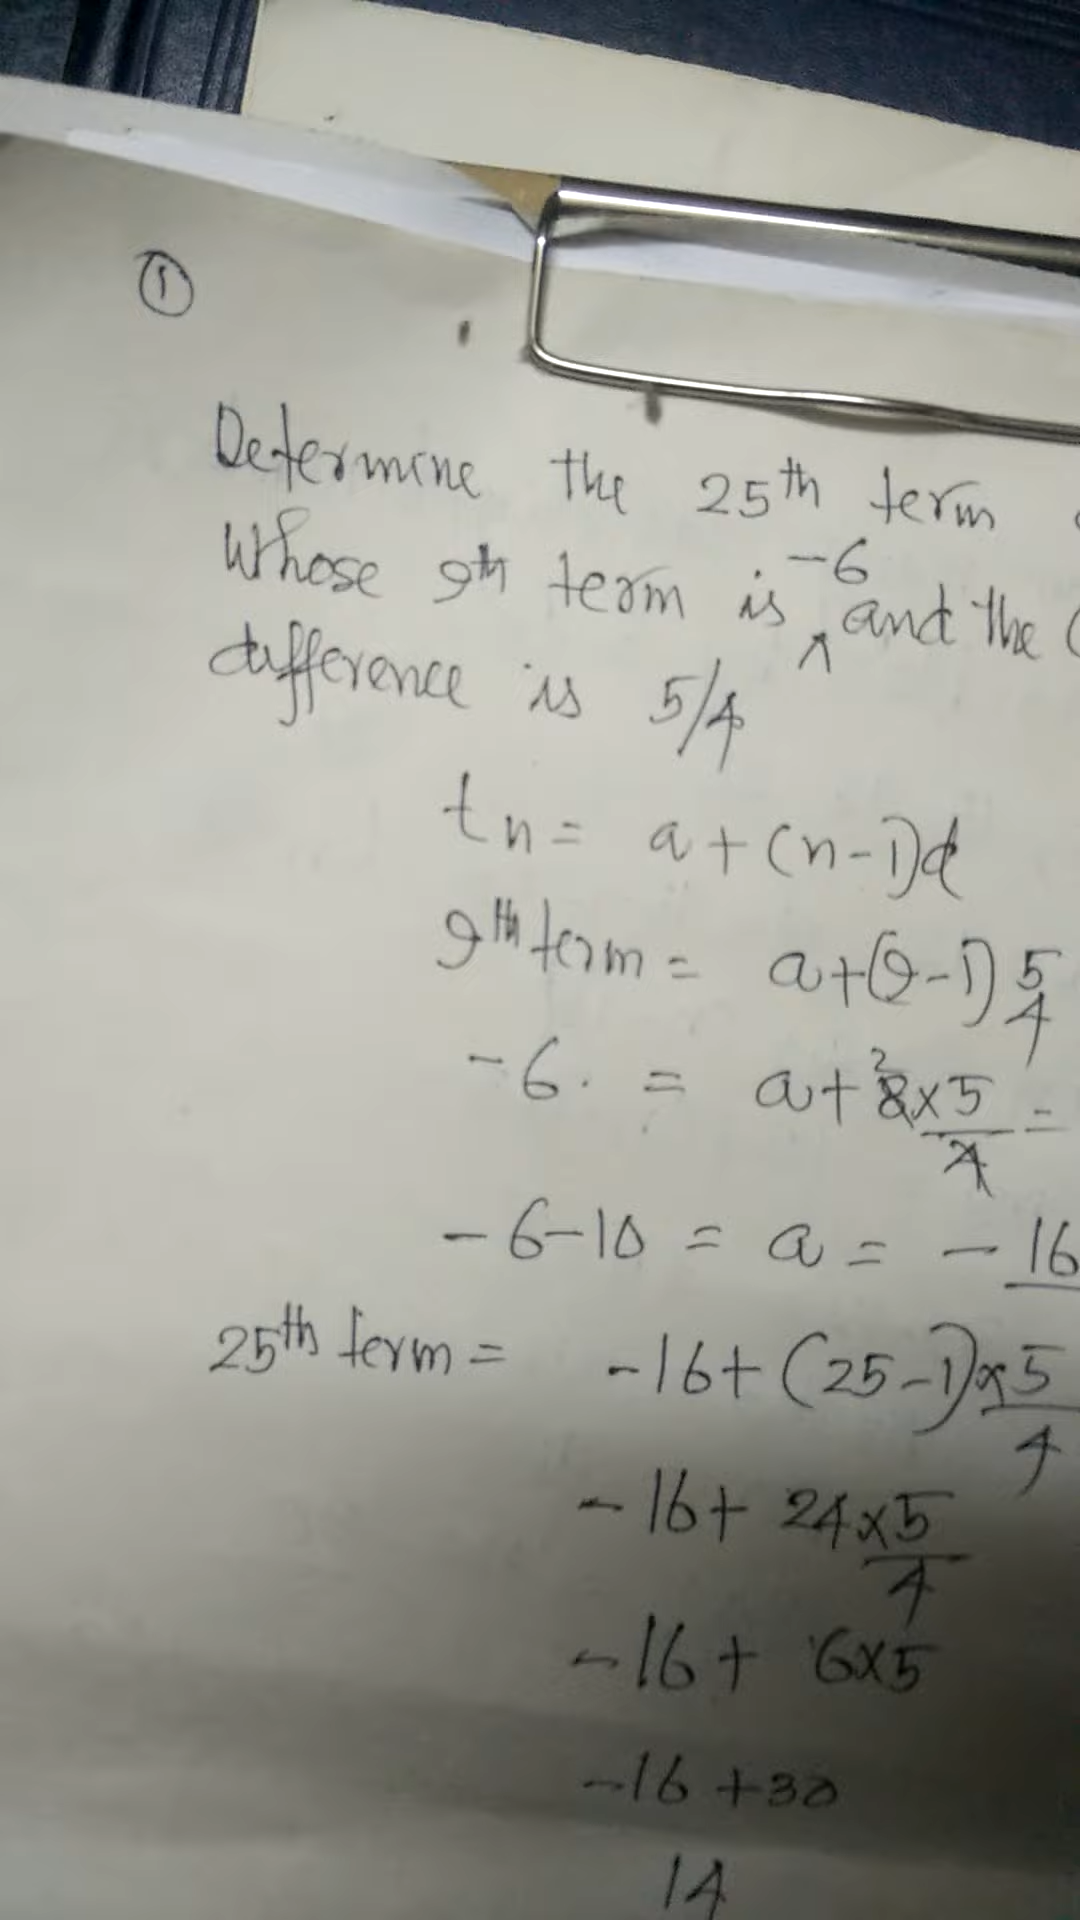 ①
Determine the 25th term
Whose 9th term is -6 and the
difference is 5/4
tn = a + (n-1)d
9th term = a+(9-1) 5/4
-6. = a + 8x5/4 = 2
-6-10 = a = -16
25th term = -16+(25-1)x5/4
-16+ 24x5/4
-16+ 6x5
-16 +30
14